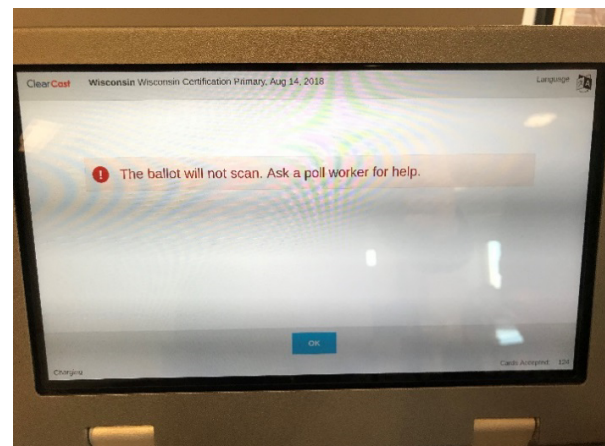 ClearCast Wisconsin Wisconsin Certification Primary, Aug 14, 2018 Language
! The ballot will not scan. Ask a poll worker for help.
OK
Charging Cards Accepted: 124